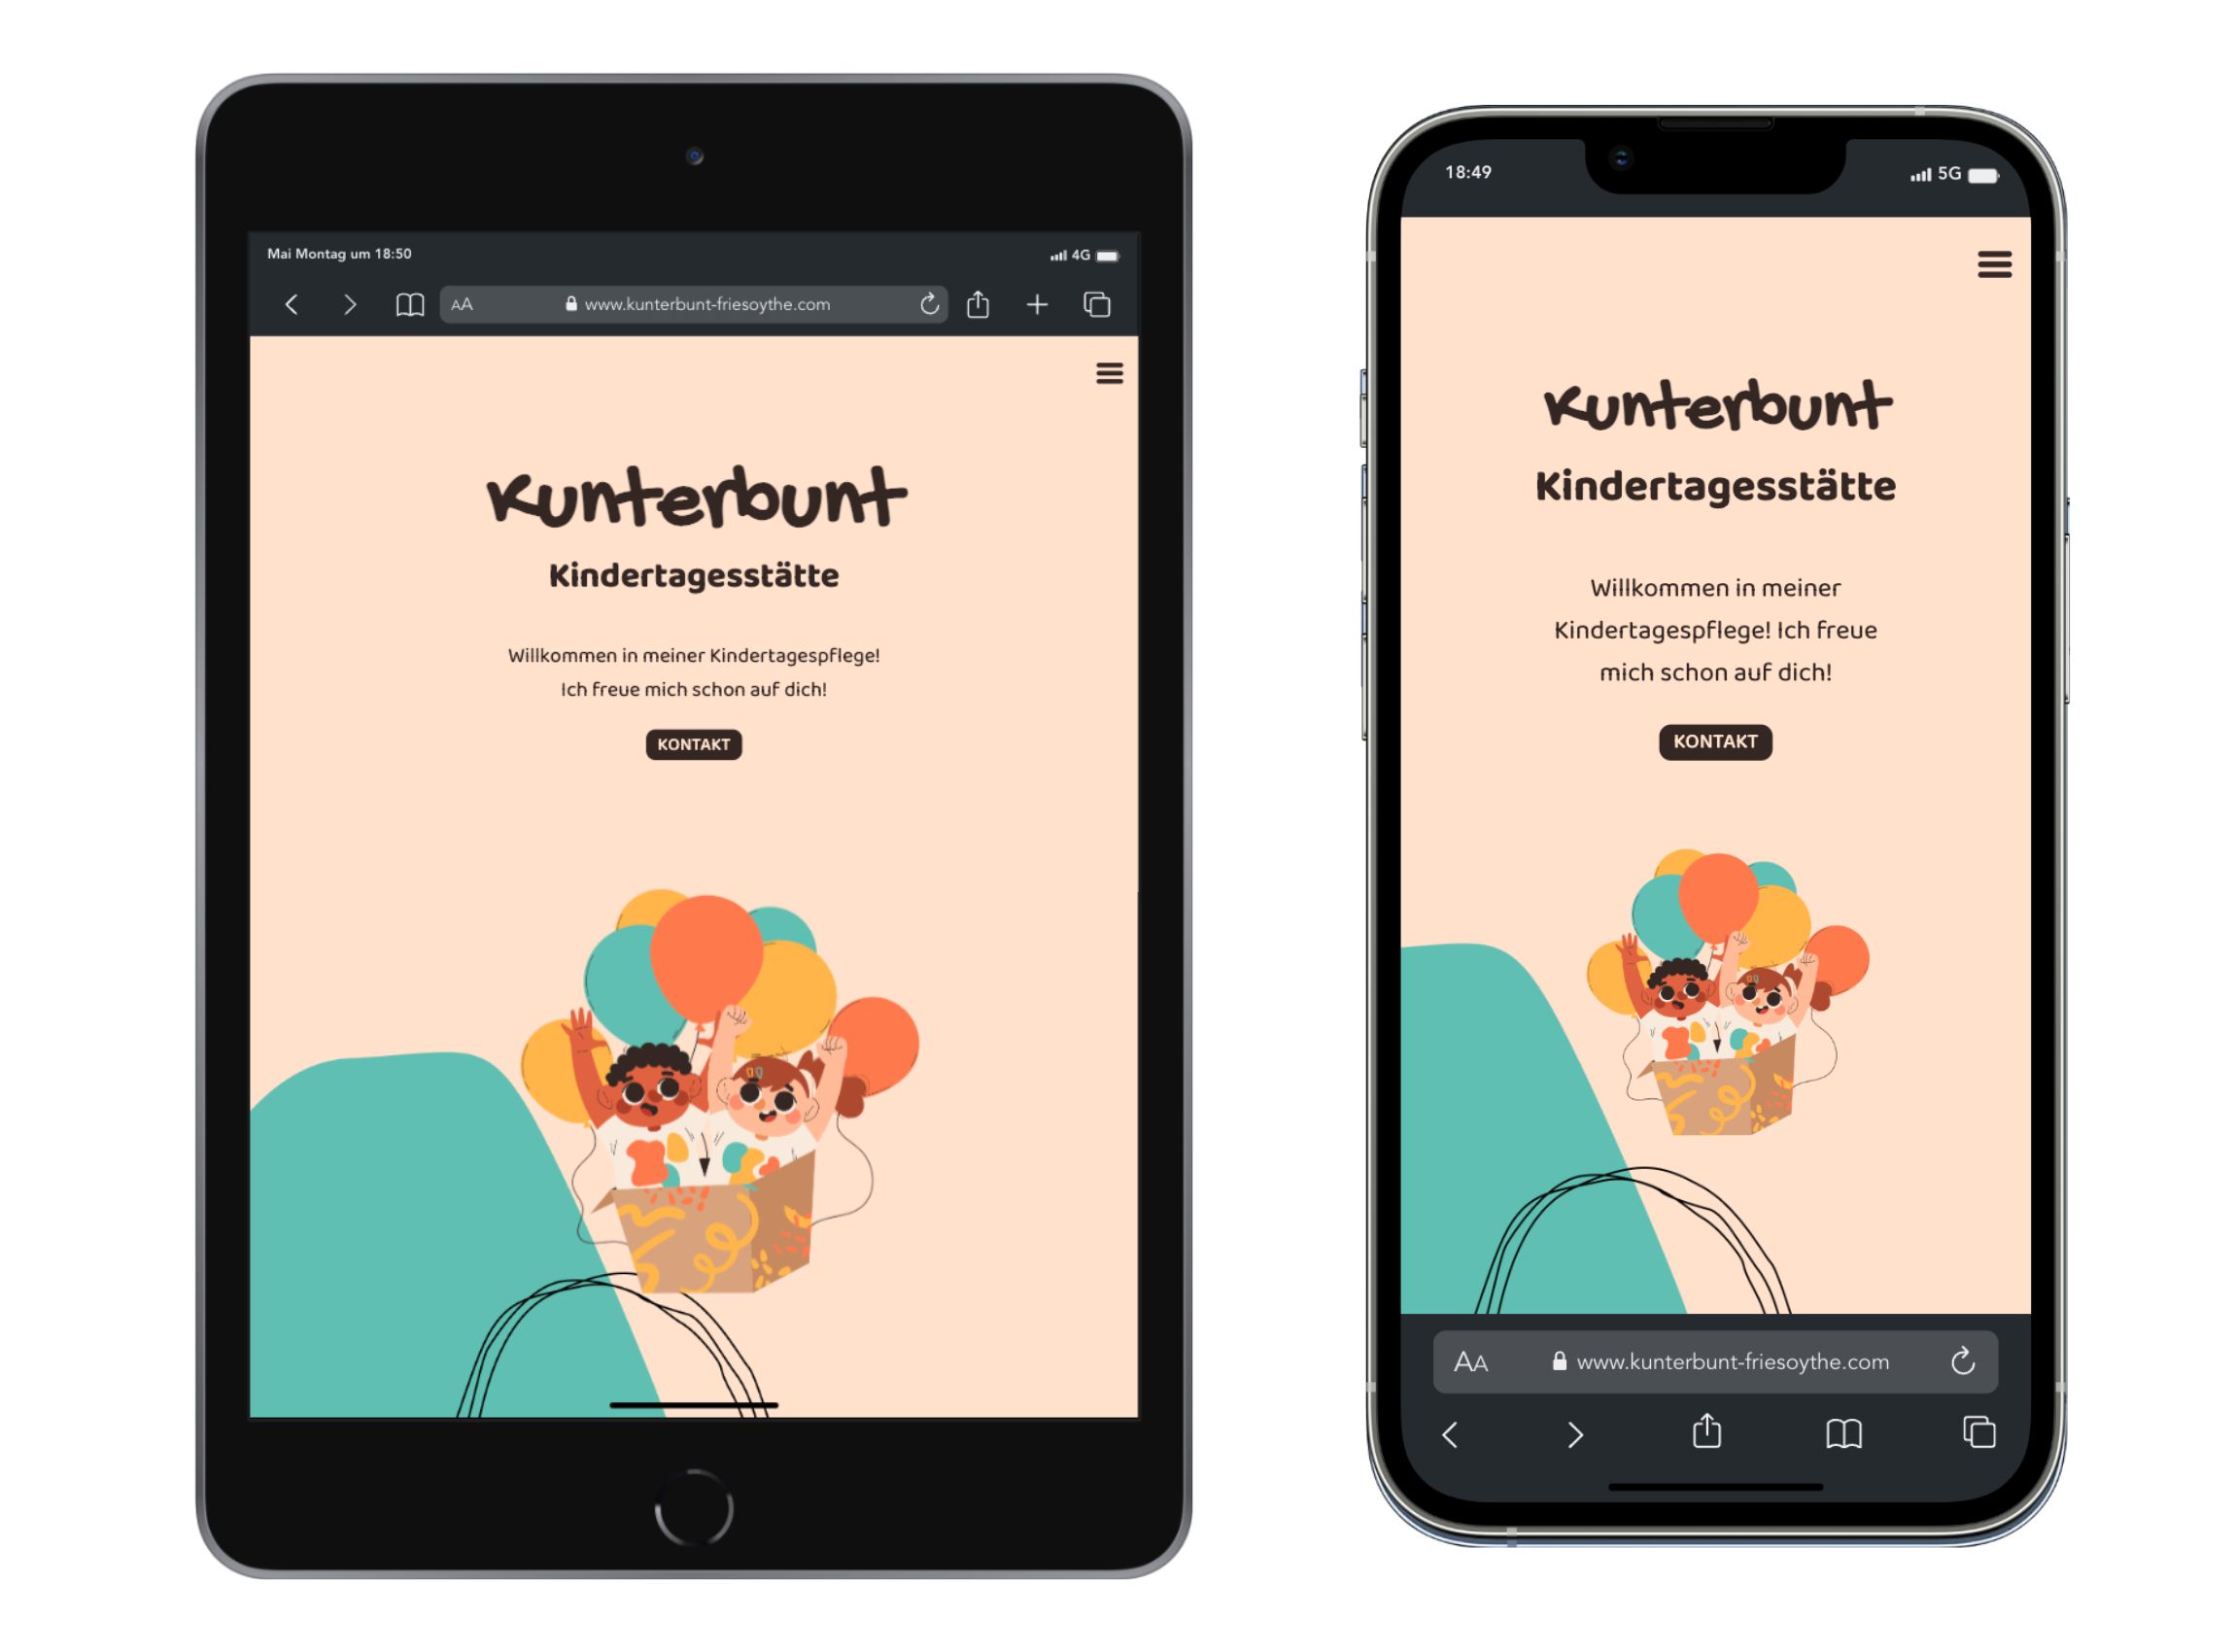 Mai Montag um 18:50
4G
AA
www.kunterbunt-friesoythe.com
Kunterbunt
Kindertagesstätte
Willkommen in meiner Kindertagespflege!
Ich freue mich schon auf dich!
KONTAKT
18:49
5G
Kunterbunt
Kindertagesstätte
Willkommen in meiner
Kindertagespflege! Ich freue
mich schon auf dich!
KONTAKT
AA
www.kunterbunt-friesoythe.com